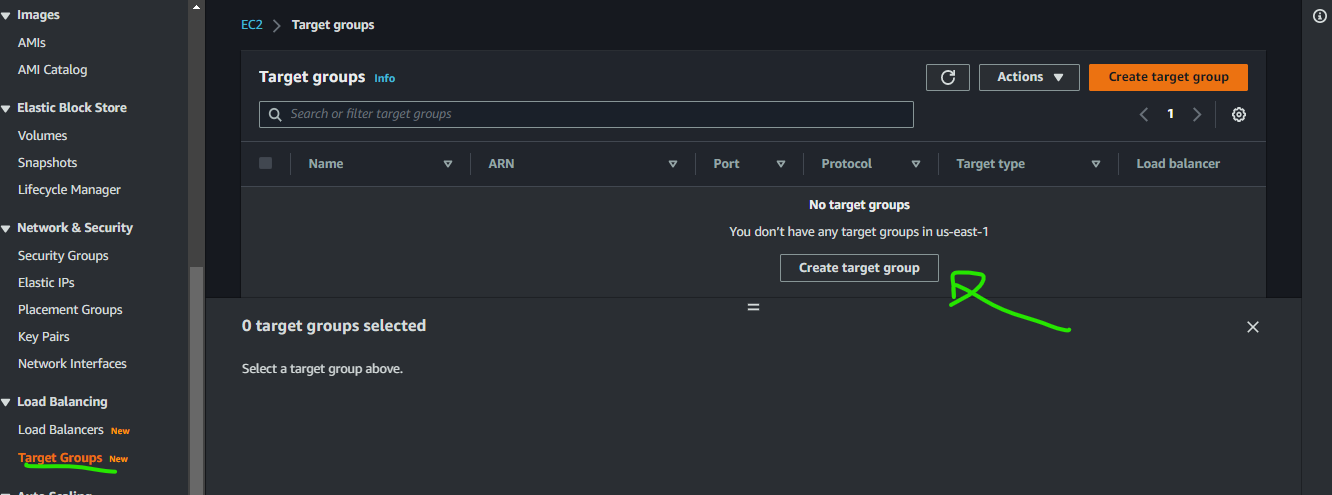 Images
AMIs
AMI Catalog
Elastic Block Store
Volumes
Snapshots
Lifecycle Manager
Network & Security
Security Groups
Elastic IPs
Placement Groups
Key Pairs
Network Interfaces
Load Balancing
Load Balancers New
Target Groups New
Auto Scaling
EC2 > Target groups
Target groups Info
Actions
Create target group
Search or filter target groups
1
Name ARN Port Protocol Target type Load balancer
No target groups
You don’t have any target groups in us-east-1
Create target group
0 target groups selected
Select a target group above.